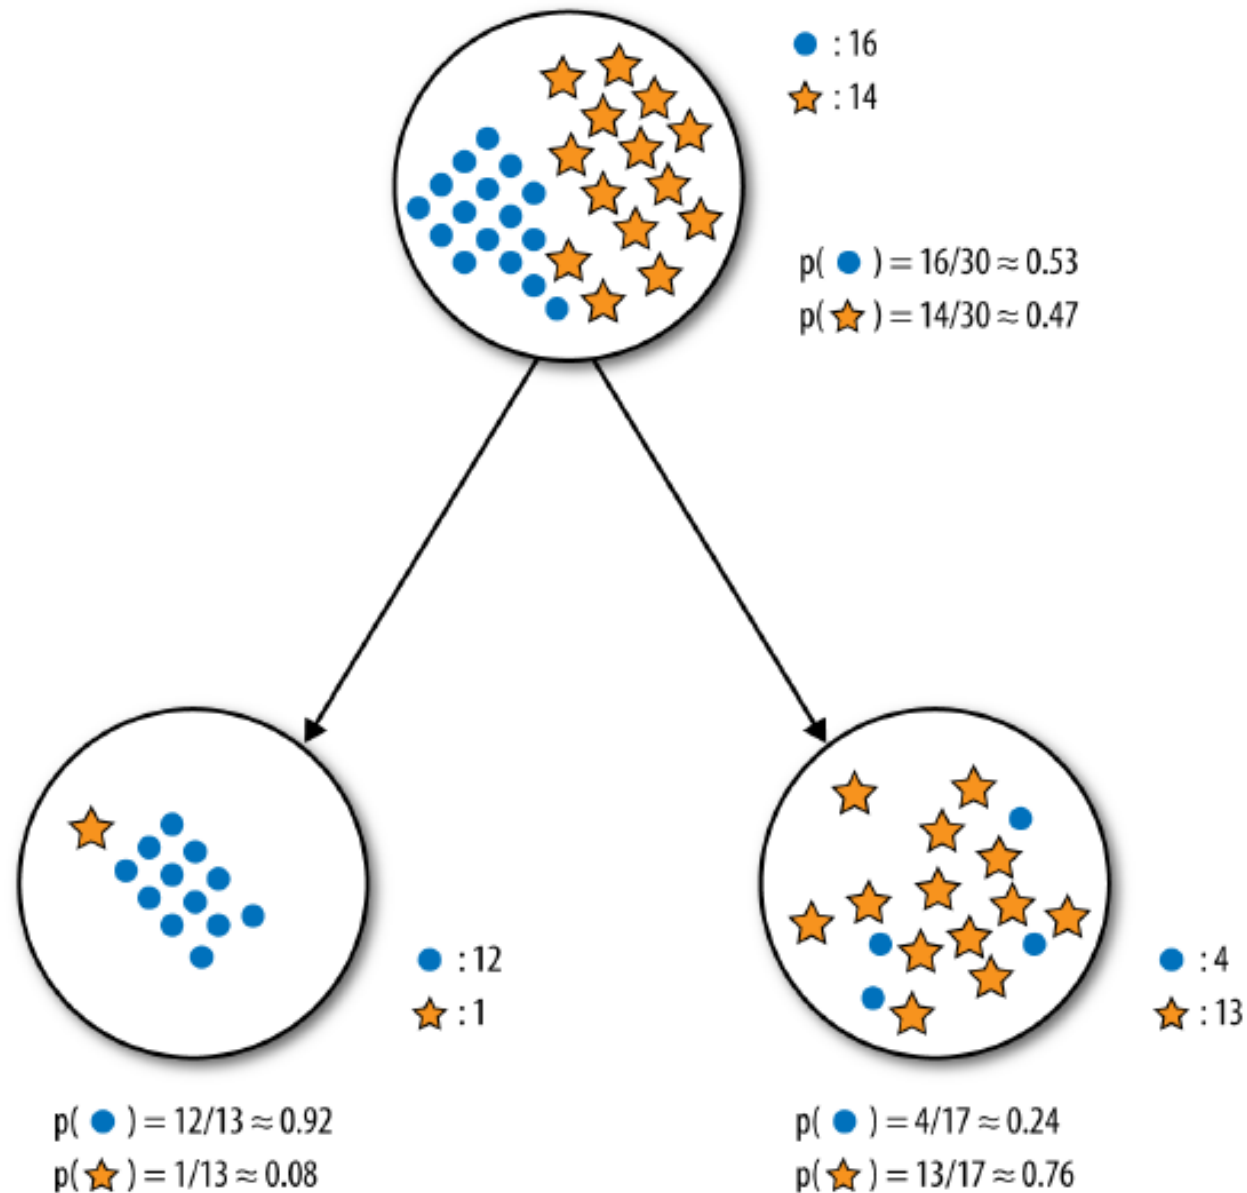 ● : 16
★ : 14
p( ● ) = 16/30 ≈ 0.53
p( ★ ) = 14/30 ≈ 0.47
● : 12
★ : 1
● : 4
★ : 13
p( ● ) = 12/13 ≈ 0.92
p( ★ ) = 1/13 ≈ 0.08
p( ● ) = 4/17 ≈ 0.24
p( ★ ) = 13/17 ≈ 0.76